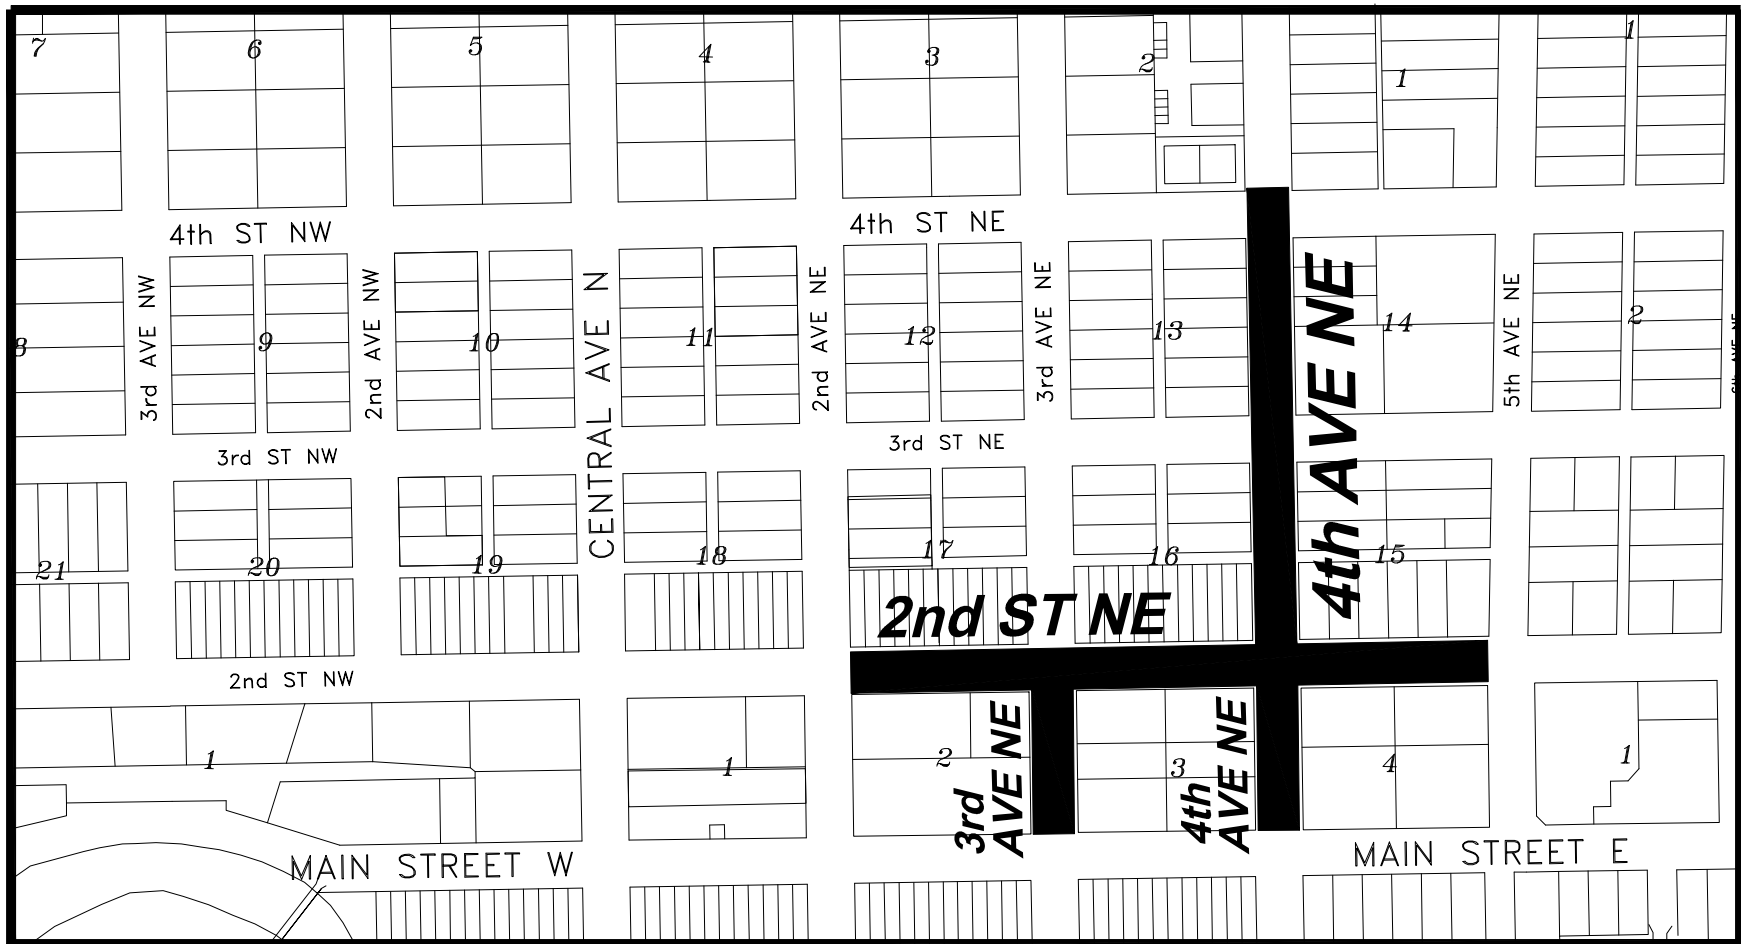 7
6
5
4
3
2
1
1
4th ST NW
4th ST NE
3rd AVE NW
2nd AVE NW
CENTRAL AVE N
2nd AVE NE
3rd AVE NE
4th AVE NE
5th AVE NE
8
9
10
11
12
13
14
2
3rd ST NW
3rd ST NE
21
20
19
18
17
16
15
2nd ST NE
2nd ST NW
1
1
2
3rd
AVE NE
3
4th
AVE NE
4
1
MAIN STREET W
MAIN STREET E